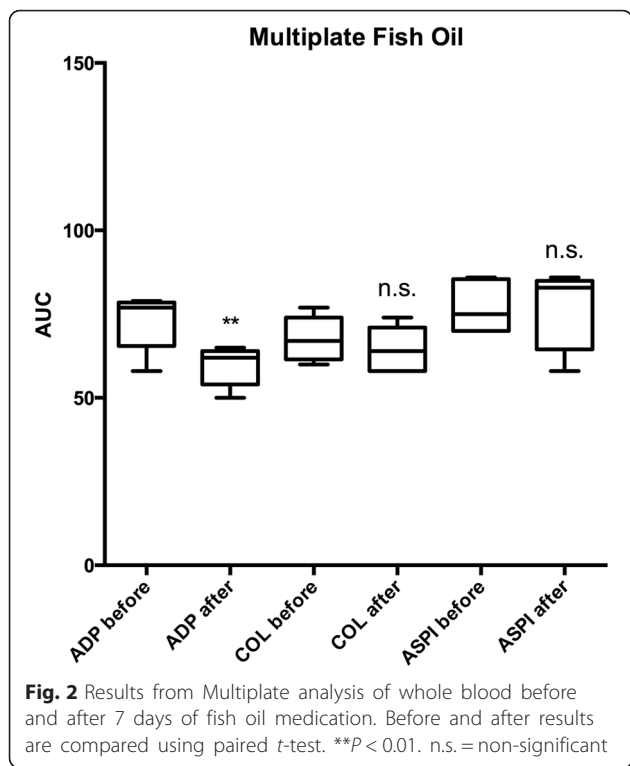 Multiplate Fish Oil
150
100
50
0
AUC
**
n.s.
n.s.
ADP before
ADP after
COL before
COL after
ASPI before
ASPI after
Fig. 2 Results from Multiplate analysis of whole blood before
and after 7 days of fish oil medication. Before and after results
are compared using paired t-test. **P < 0.01. n.s. = non-significant